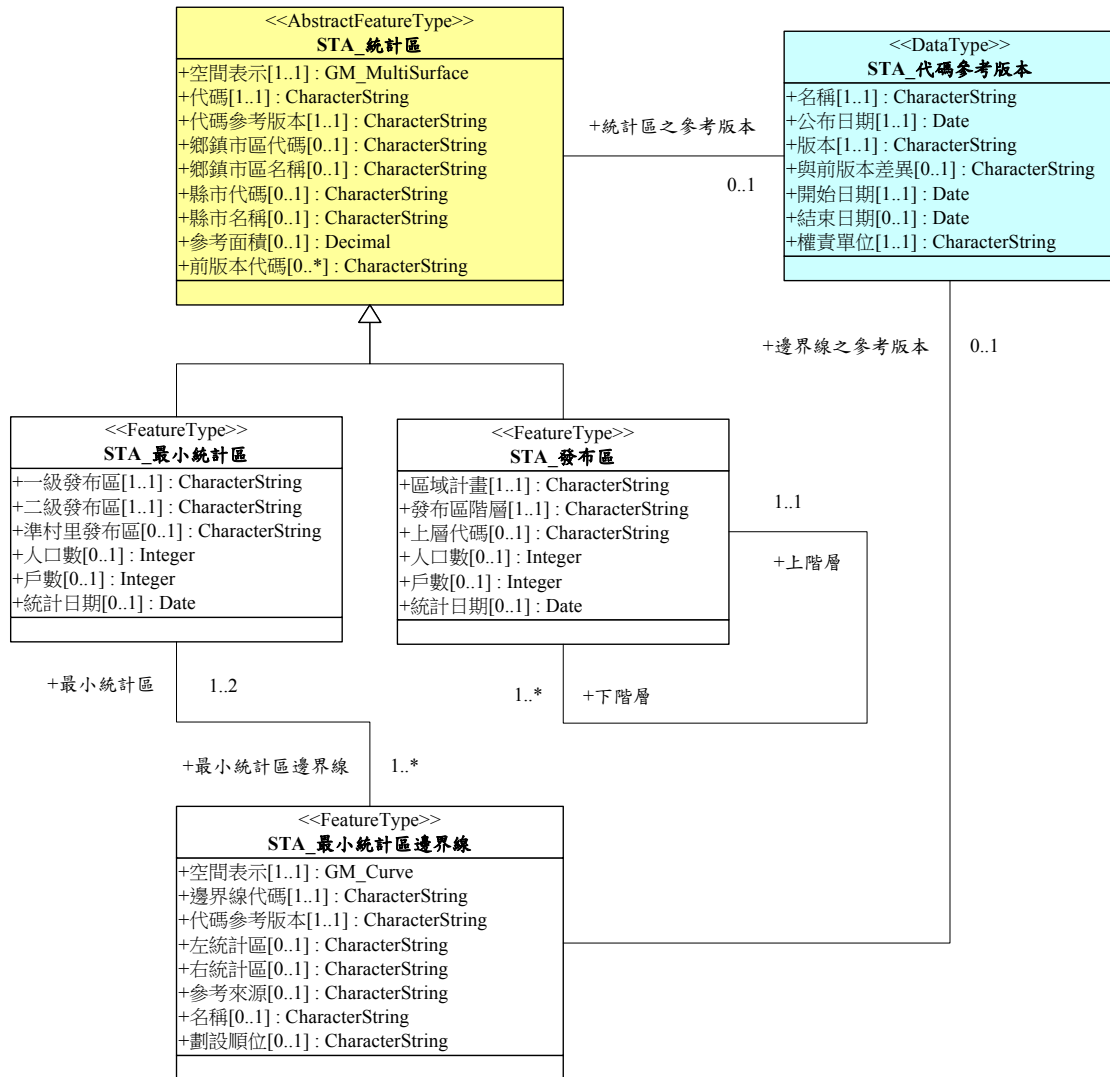 <<AbstractFeatureType>>
STA_統計區
+空間表示[1..1] : GM_MultiSurface
+代碼[1..1] : CharacterString
+代碼參考版本[1..1] : CharacterString
+鄉鎮市區代碼[0..1] : CharacterString
+鄉鎮市區名稱[0..1] : CharacterString
+縣市代碼[0..1] : CharacterString
+縣市名稱[0..1] : CharacterString
+參考面積[0..1] : Decimal
+前版本代碼[0..*] : CharacterString
+統計區之參考版本
0..1
<<DataType>>
STA_代碼參考版本
+名稱[1..1] : CharacterString
+公布日期[1..1] : Date
+版本[1..1] : CharacterString
+與前版本差異[0..1] : CharacterString
+開始日期[1..1] : Date
+結束日期[0..1] : Date
+權責單位[1..1] : CharacterString
+邊界線之參考版本
0..1
<<FeatureType>>
STA_最小統計區
+一級發布區[1..1] : CharacterString
+二級發布區[1..1] : CharacterString
+準村里發布區[0..1] : CharacterString
+人口數[0..1] : Integer
+戶數[0..1] : Integer
+統計日期[0..1] : Date
<<FeatureType>>
STA_發布區
+區域計畫[1..1] : CharacterString
+發布區階層[1..1] : CharacterString
+上層代碼[0..1] : CharacterString
+人口數[0..1] : Integer
+戶數[0..1] : Integer
+統計日期[0..1] : Date
1..1
+上階層
1..*
+下階層
+最小統計區
1..2
+最小統計區邊界線
1..*
<<FeatureType>>
STA_最小統計區邊界線
+空間表示[1..1] : GM_Curve
+邊界線代碼[1..1] : CharacterString
+代碼參考版本[1..1] : CharacterString
+左統計區[0..1] : CharacterString
+右統計區[0..1] : CharacterString
+參考來源[0..1] : CharacterString
+名稱[0..1] : CharacterString
+劃設順位[0..1] : CharacterString